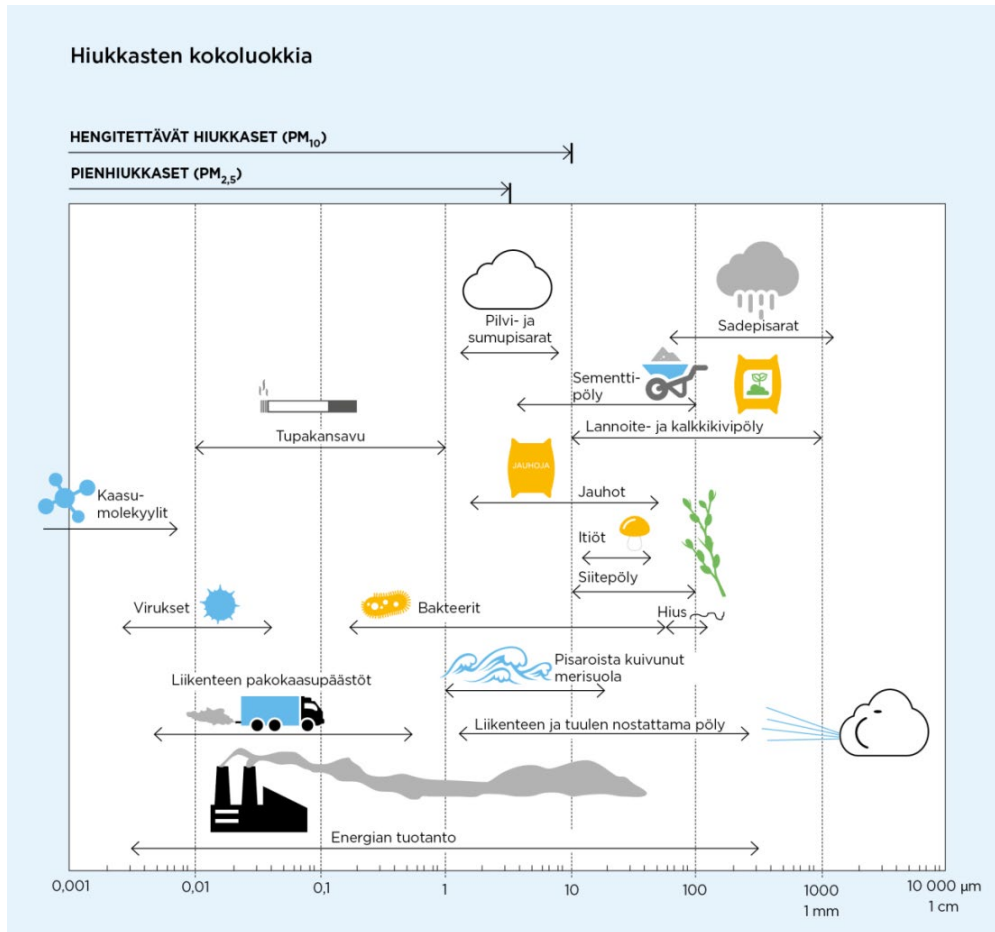 Hiukkasten kokoluokkia
HENGITETTÄVÄT HIUKKASET (PM10)
PIENHIUKKASET (PM2,5)
Pilvi- ja
sumupisarat
Sadepisarat
Sementti-
pöly
Lannoite- ja kalkkikivipöly
Tupakansavu
JAUHOJA
Jauhot
Kaasu-
molekyylit
Itiöt
Siitepöly
Virukset
Bakteerit
Hius
Pisaroista kuivunut
merisuola
Liikenteen pakokaasupäästöt
Liikenteen ja tuulen nostattama pöly
Energian tuotanto
0,001 0,01 0,1 1 10 100 1000 10 000 µm
1 mm 1 cm